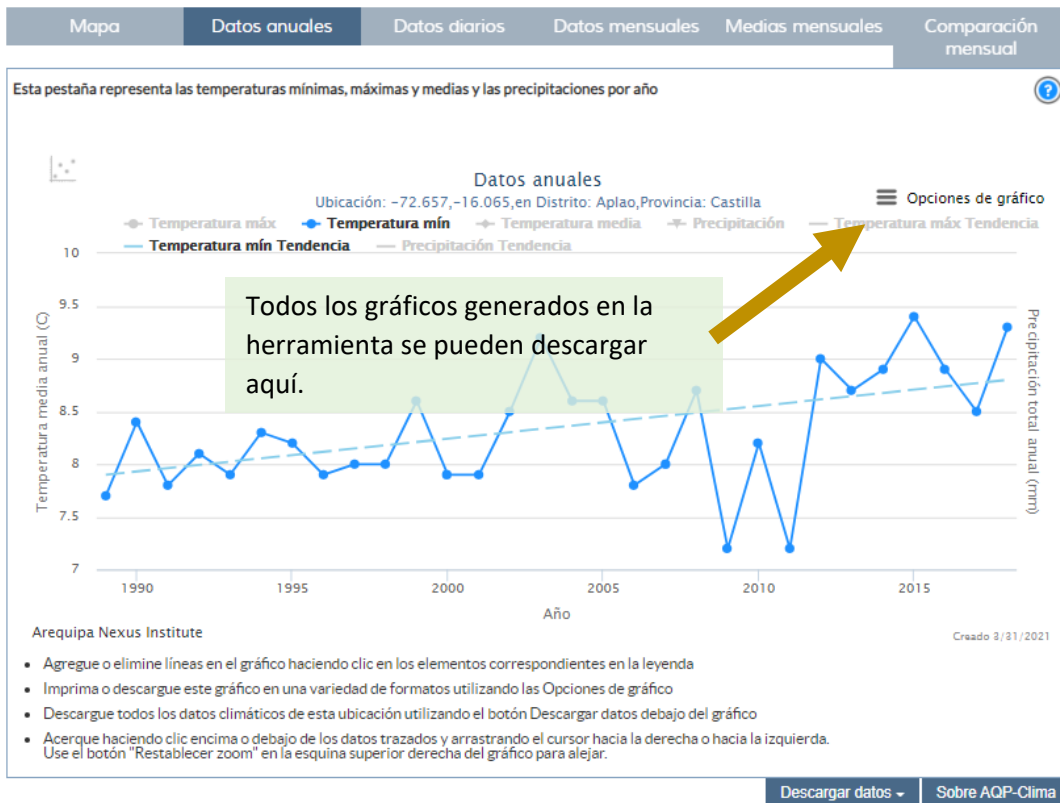 Mapa
Datos anuales
Datos diarios
Datos mensuales
Medias mensuales
Comparación
mensual
Esta pestaña representa las temperaturas mínimas, máximas y medias y las precipitaciones por año
?
Datos anuales
Ubicación: -72.657,-16.065,en Distrito: Aplao,Provincia: Castilla
Opciones de gráfico
Temperatura máx
Temperatura mín
Temperatura media
Precipitación
Temperatura máx Tendencia
Temperatura mín Tendencia
Precipitación Tendencia
Todos los gráficos generados en la
herramienta se pueden descargar
aquí.
Temperatura media anual (C)
10
9.5
9
8.5
8
7.5
7
Precipitación total anual (mm)
1990
1995
2000
2005
2010
2015
Año
Arequipa Nexus Institute
Creado 3/31/2021
• Agregue o elimine líneas en el gráfico haciendo clic en los elementos correspondientes en la leyenda
• Imprima o descargue este gráfico en una variedad de formatos utilizando las Opciones de gráfico
• Descargue todos los datos climáticos de esta ubicación utilizando el botón Descargar datos debajo del gráfico
• Acerque haciendo clic encima o debajo de los datos trazados y arrastrando el cursor hacia la derecha o hacia la izquierda.
Use el botón "Restablecer zoom" en la esquina superior derecha del gráfico para alejar.
Descargar datos
Sobre AQP-Clima